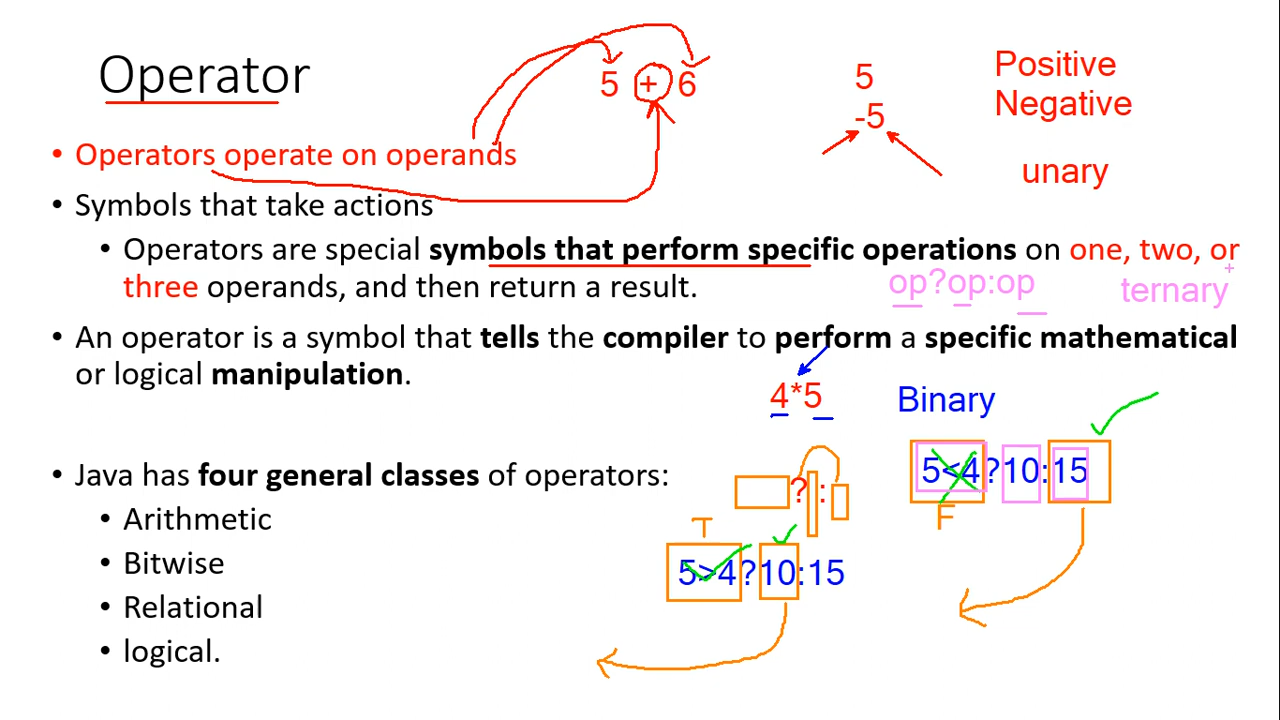 Operator
5 + 6
5
-5
Positive
Negative
unary
• Operators operate on operands
• Symbols that take actions
• Operators are special symbols that perform specific operations on one, two, or
three operands, and then return a result.
op?op:op
ternary
• An operator is a symbol that tells the compiler to perform a specific mathematical
or logical manipulation.
4*5
Binary
5<4?10:15
F
• Java has four general classes of operators:
? :
• Arithmetic
T
• Bitwise
5>4?10:15
• Relational
• logical.